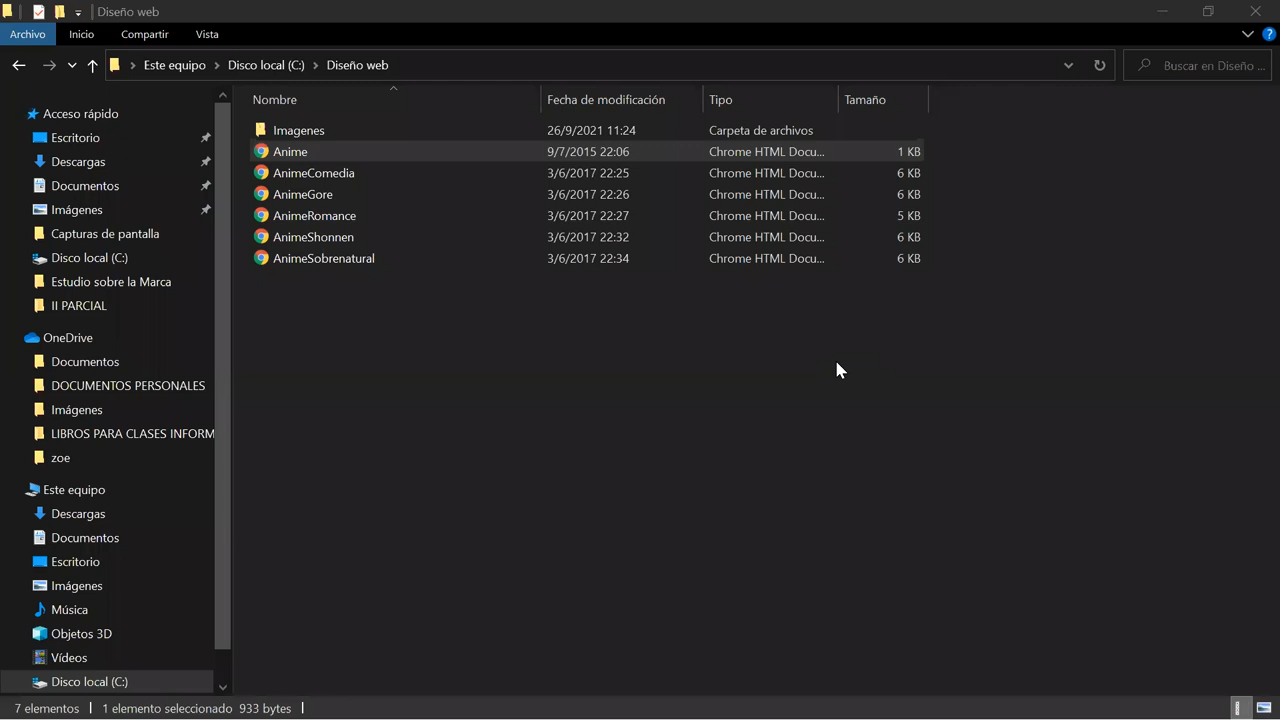 Diseño web
Archivo Inicio Compartir Vista
Este equipo Disco local (C:) Diseño web Buscar en Diseño ...
Acceso rápido
Escritorio
Descargas
Documentos
Imágenes
Capturas de pantalla
Disco local (C:)
Estudio sobre la Marca
II PARCIAL
OneDrive
Documentos
DOCUMENTOS PERSONALES
Imágenes
LIBROS PARA CLASES INFORM
zoe
Este equipo
Descargas
Documentos
Escritorio
Imágenes
Música
Objetos 3D
Vídeos
Disco local (C:)
Nombre Fecha de modificación Tipo Tamaño
Imagenes 26/9/2021 11:24 Carpeta de archivos
Anime 9/7/2015 22:06 Chrome HTML Docu... 1 KB
AnimeComedia 3/6/2017 22:25 Chrome HTML Docu... 6 KB
AnimeGore 3/6/2017 22:26 Chrome HTML Docu... 6 KB
AnimeRomance 3/6/2017 22:27 Chrome HTML Docu... 5 KB
AnimeShonnen 3/6/2017 22:32 Chrome HTML Docu... 6 KB
AnimeSobrenatural 3/6/2017 22:34 Chrome HTML Docu... 6 KB
7 elementos 1 elemento seleccionado 933 bytes